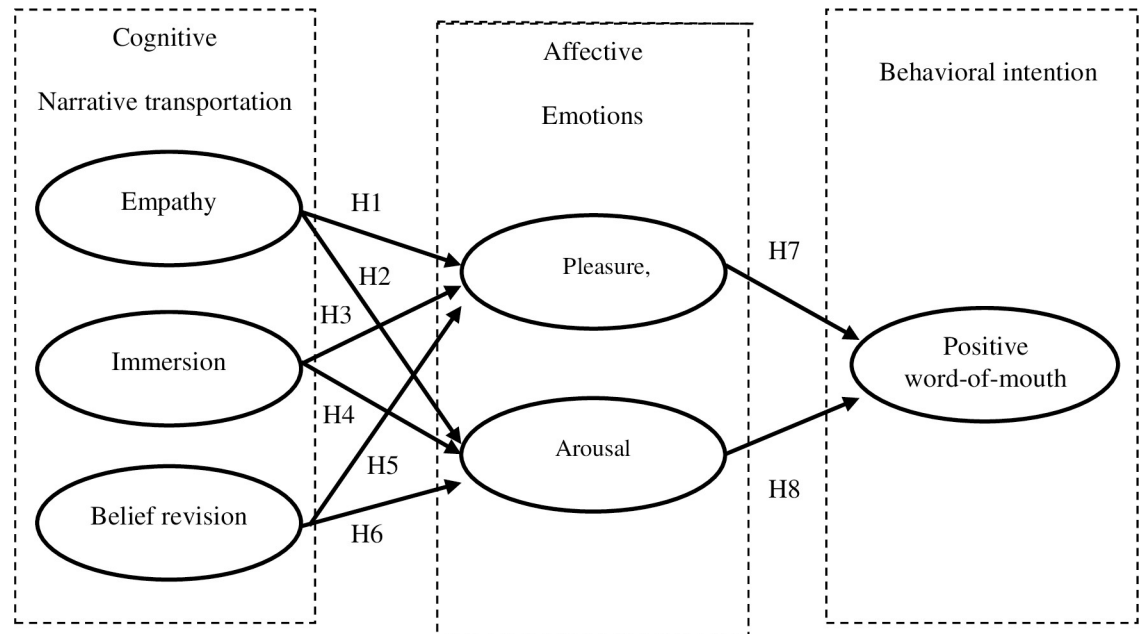 Cognitive
Narrative transportation
Empathy
Immersion
Belief revision
H1
H2
H3
H4
H5
H6
Affective
Emotions
Pleasure,
Arousal
H7
H8
Behavioral intention
Positive
word-of-mouth